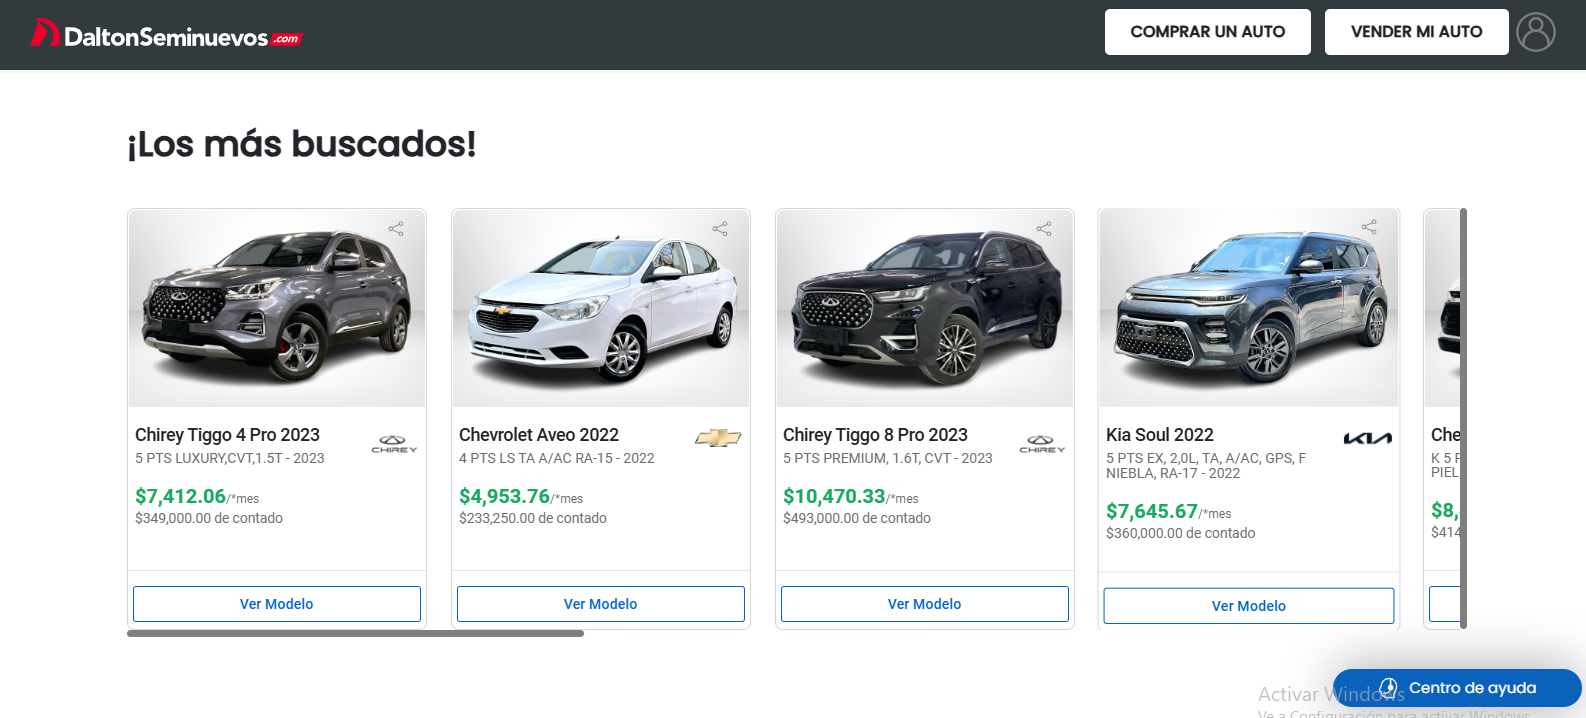 DaltonSeminuevos.com
COMPRAR UN AUTO
VENDER MI AUTO
¡Los más buscados!
Chirey Tiggo 4 Pro 2023
CHIREY
5 PTS LUXURY,CVT,1.5T - 2023
$7,412.06/*mes
$349,000.00 de contado
Ver Modelo
Chevrolet Aveo 2022
4 PTS LS TA A/AC RA-15 - 2022
$4,953.76/*mes
$233,250.00 de contado
Ver Modelo
Chirey Tiggo 8 Pro 2023
CHIREY
5 PTS PREMIUM, 1.6T, CVT - 2023
$10,470.33/*mes
$493,000.00 de contado
Ver Modelo
Kia Soul 2022
KIA
5 PTS EX, 2,0L, TA, A/AC, GPS, F
NIEBLA, RA-17 - 2022
$7,645.67/*mes
$360,000.00 de contado
Ver Modelo
Che
K 5 P
PIEL,
$8,
$414
Centro de ayuda
Activar Windows
Ve a Configuración para activar Windows.